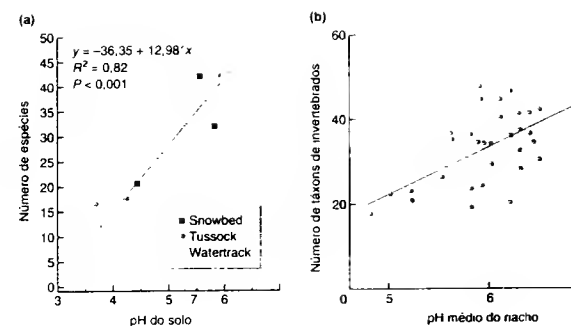 (a)
y = −36,35 + 12,98*x
R² = 0,82
P < 0,001
Número de espécies
50
45
40
35
30
25
20
15
10
5
0
Snowbed
Tussock
Watertrack
3 4 5 7 6
pH do solo
(b)
Número de táxons de invertebrados
60
40
20
0 5 6
pH médio do nacho